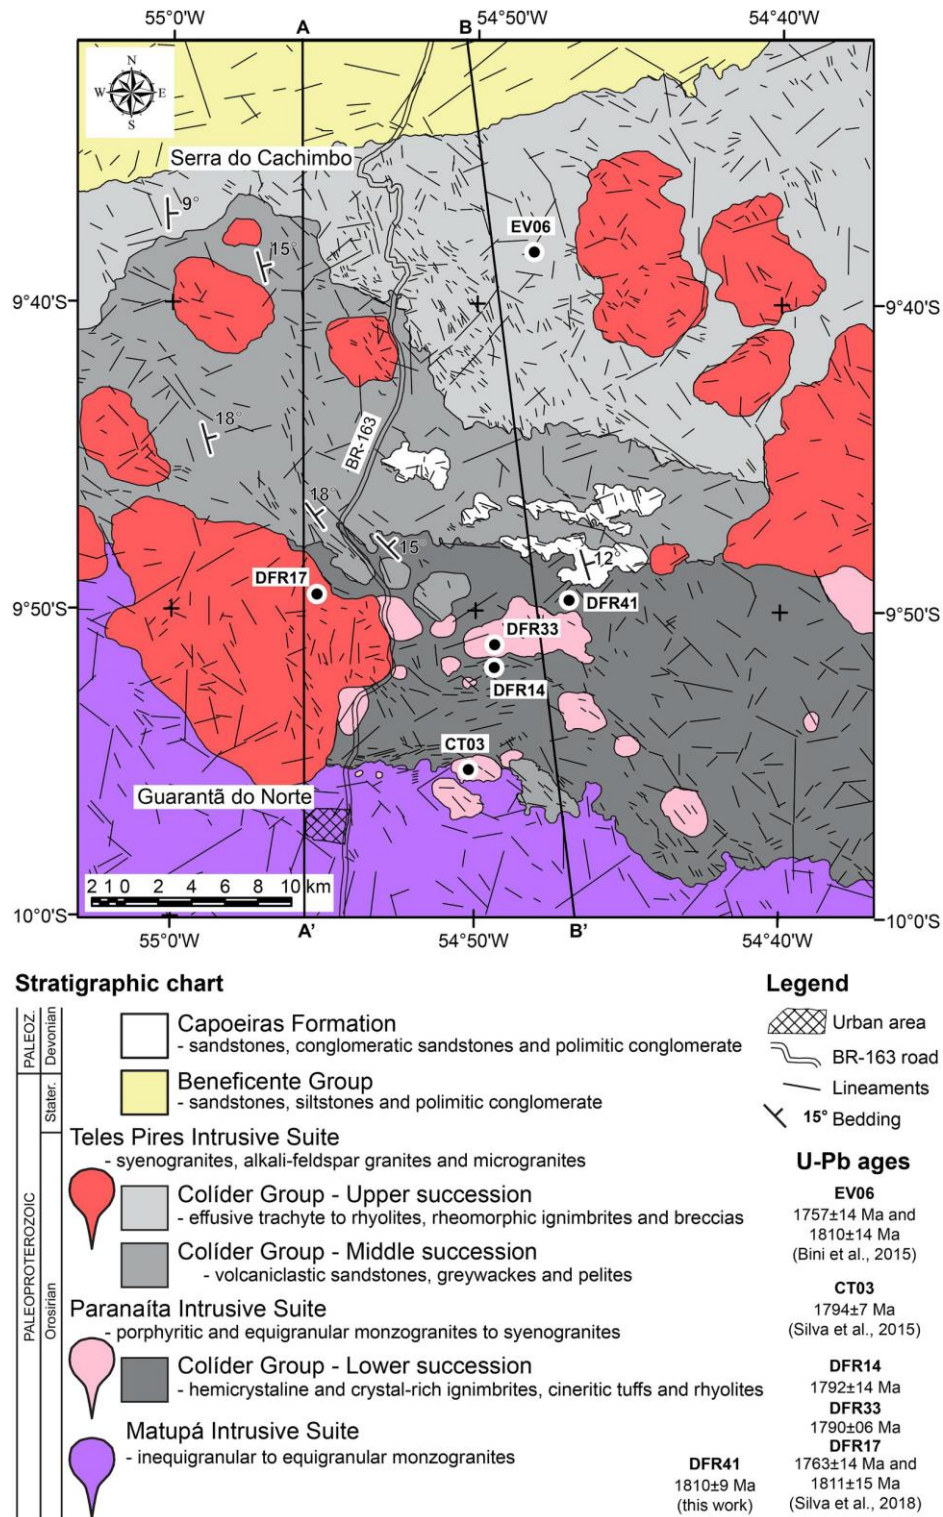 55°0'W A B 54°50'W 54°40'W
N
W E
S
Serra do Cachimbo
9°
EV06
15°
9°40'S 9°40'S
18°
BR-163
18°
15°
12°
DFR17
DFR41
9°50'S 9°50'S
DFR33
DFR14
CT03
Guarantã do Norte
2 1 0 2 4 6 8 10 km
10°0'S 10°0'S
55°0'W A' 54°50'W B' 54°40'W
Stratigraphic chart
PALEOZ. Devonian
Capoeiras Formation
- sandstones, conglomeratic sandstones and polimitic conglomerate
Stater.
Beneficente Group
- sandstones, siltstones and polimitic conglomerate
PALEOPROTEROZOIC
Orosirian
Teles Pires Intrusive Suite
- syenogranites, alkali-feldspar granites and microgranites
Colíder Group - Upper succession
- effusive trachyte to rhyolites, rheomorphic ignimbrites and breccias
Colíder Group - Middle succession
- volcaniclastic sandstones, greywackes and pelites
Paranaíta Intrusive Suite
- porphyritic and equigranular monzogranites to syenogranites
Colíder Group - Lower succession
- hemicrystaline and crystal-rich ignimbrites, cineritic tuffs and rhyolites
Matupá Intrusive Suite
- inequigranular to equigranular monzogranites
Legend
Urban area
BR-163 road
Lineaments
15° Bedding
U-Pb ages
EV06
1757±14 Ma and
1810±14 Ma
(Bini et al., 2015)
CT03
1794±7 Ma
(Silva et al., 2015)
DFR14
1792±14 Ma
DFR33
1790±06 Ma
DFR17
1763±14 Ma and
1811±15 Ma
(Silva et al., 2018)
DFR41
1810±9 Ma
(this work)